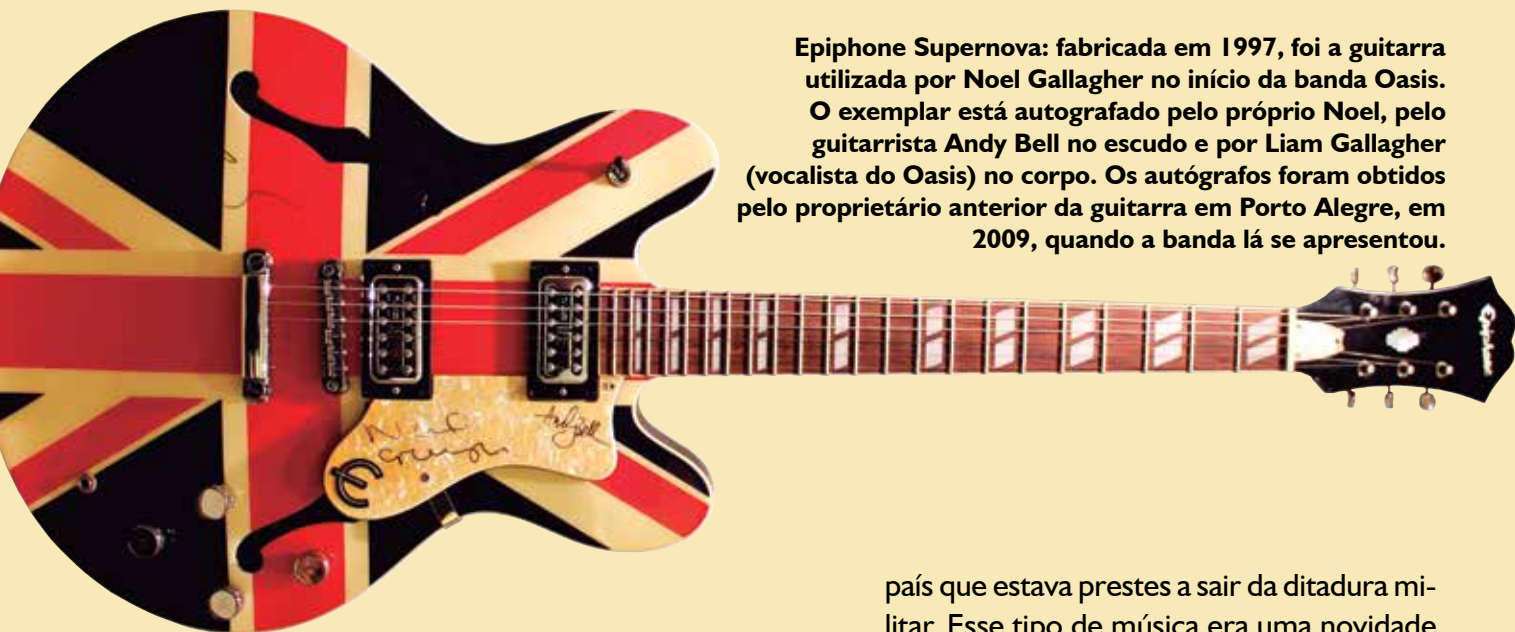 Epiphone Supernova: fabricada em 1997, foi a guitarra
utilizada por Noel Gallagher no início da banda Oasis.
O exemplar está autografado pelo próprio Noel, pelo
guitarrista Andy Bell no escudo e por Liam Gallagher
(vocalista do Oasis) no corpo. Os autógrafos foram obtidos
pelo proprietário anterior da guitarra em Porto Alegre, em
2009, quando a banda lá se apresentou.
Epiphone
Andy Bell
país que estava prestes a sair da ditadura mi-
litar. Esse tipo de música era uma novidade